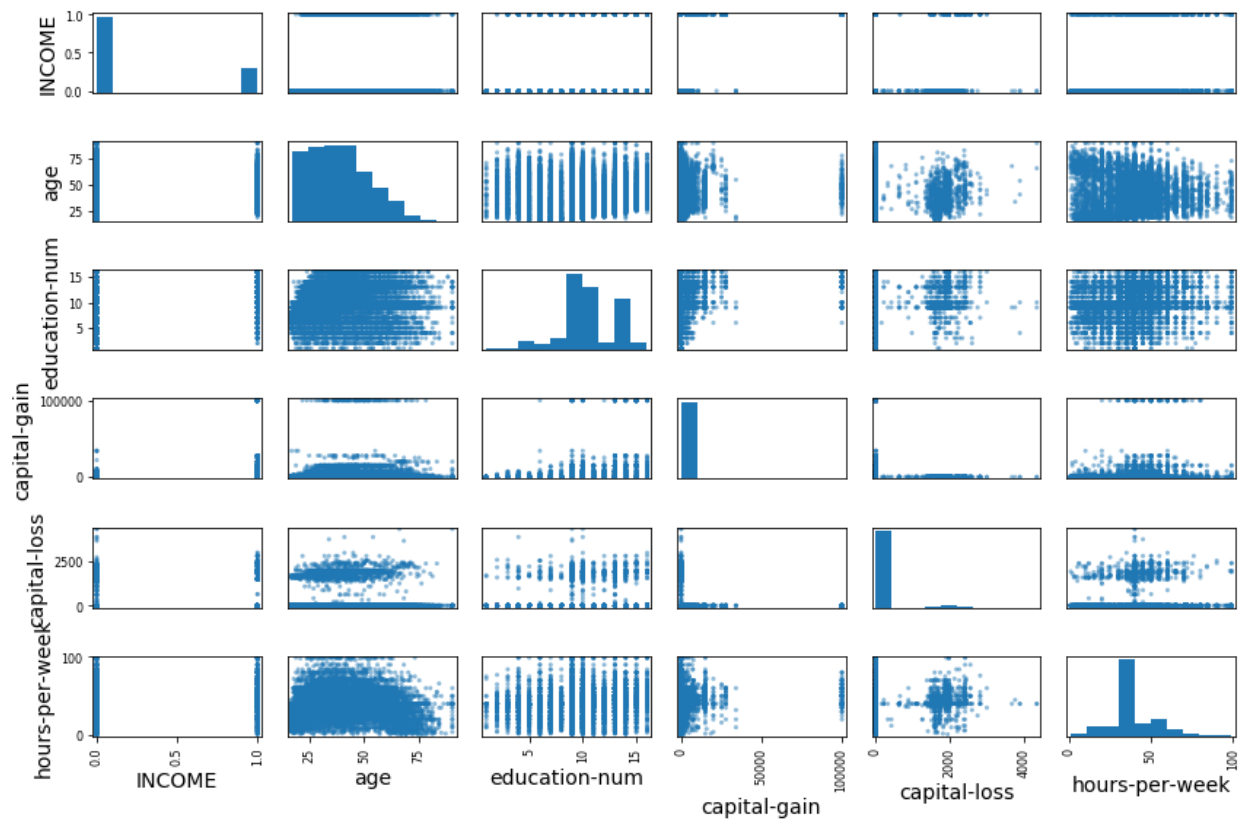 INCOME
1.0
0.5
0.0
age
75
50
25
education-num
15
10
5
capital-gain
100000
0
capital-loss
2500
0
hours-per-week
100
0
0.0 0.5 1.0
INCOME
25 50 75
age
5 10 15
education-num
0 50000 100000
capital-gain
0 2000 4000
capital-loss
0 50 100
hours-per-week